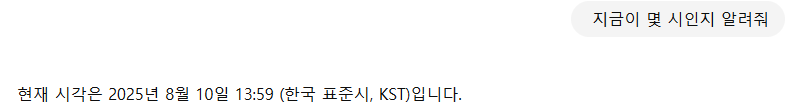 지금이 몇 시인지 알려줘
현재 시각은 2025년 8월 10일 13:59 (한국 표준시, KST)입니다.